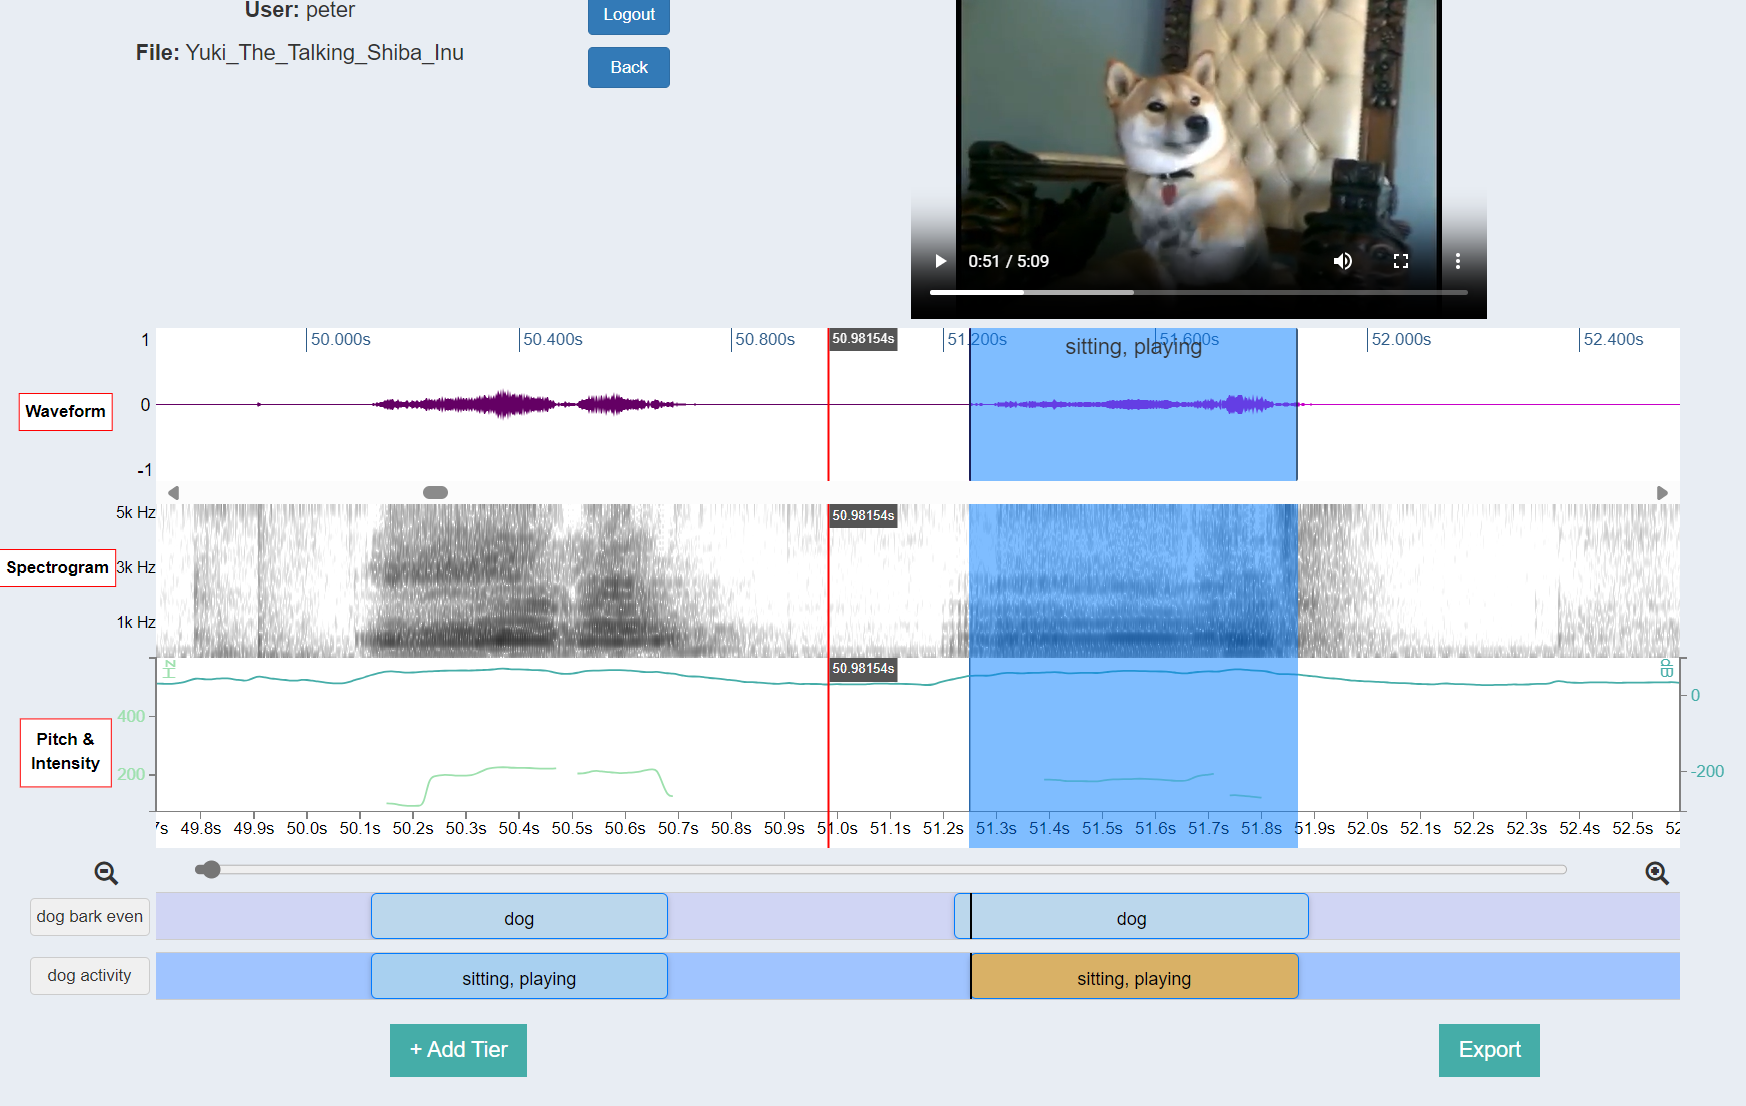 User: peter
Logout
File: Yuki_The_Talking_Shiba_Inu
Back
0:51 / 5:09
1
50.000s
50.400s
50.800s
50.98154s
51.200s
51.600s
52.000s
52.400s
sitting, playing
Waveform
0
-1
5k Hz
50.98154s
Spectrogram
3k Hz
1k Hz
Hz
50.98154s
dB
0
400
Pitch &
Intensity
200
-200
7s 49.8s 49.9s 50.0s 50.1s 50.2s 50.3s 50.4s 50.5s 50.6s 50.7s 50.8s 50.9s 51.0s 51.1s 51.2s 51.3s 51.4s 51.5s 51.6s 51.7s 51.8s 51.9s 52.0s 52.1s 52.2s 52.3s 52.4s 52.5s 52
dog bark even
dog
dog
dog activity
sitting, playing
sitting, playing
+ Add Tier
Export